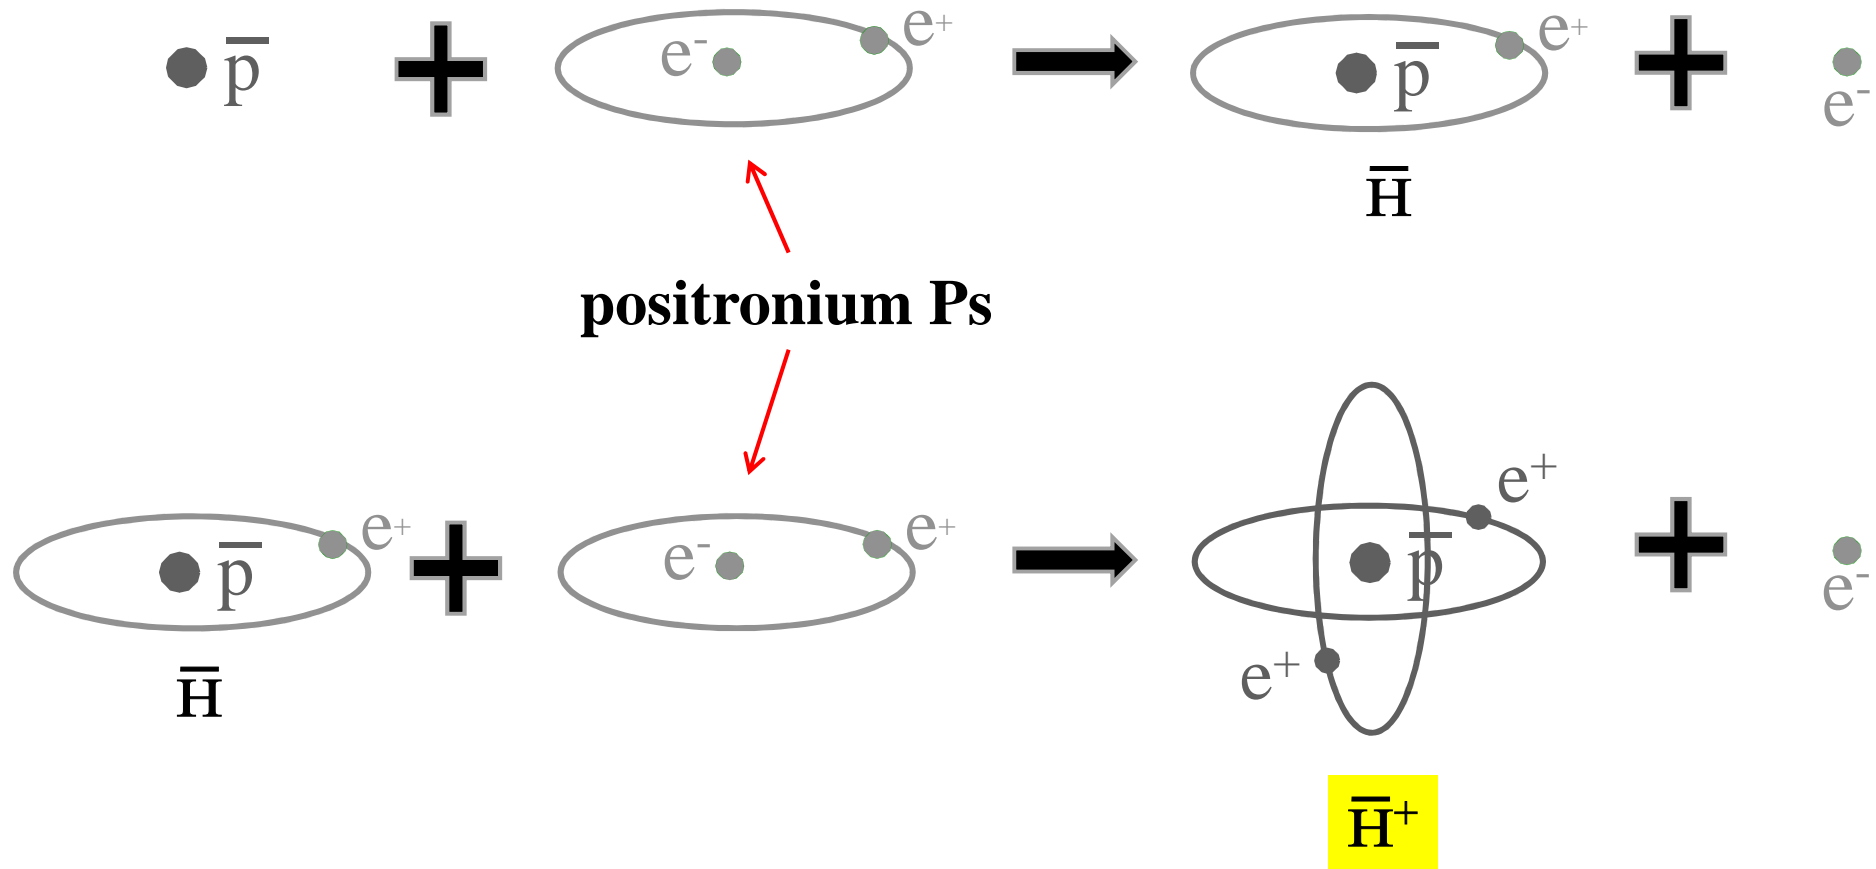 p̅ e⁻ e⁺ p̅ e⁺ e⁻
H̅
positronium Ps
p̅ e⁺ e⁻ e⁺ p̅ e⁺ e⁺ e⁻
H̅
H̅⁺